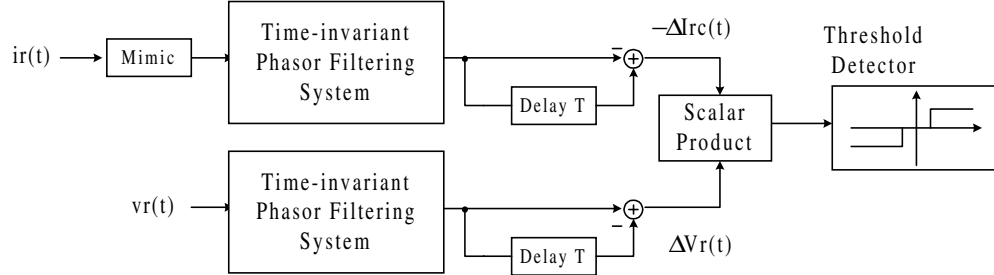 ir(t)
Mimic
Time-invariant
Phasor Filtering
System
Delay T
−
+
−ΔIrc(t)
Scalar
Product
Threshold
Detector
vr(t)
Time-invariant
Phasor Filtering
System
Delay T
+
−
ΔVr(t)